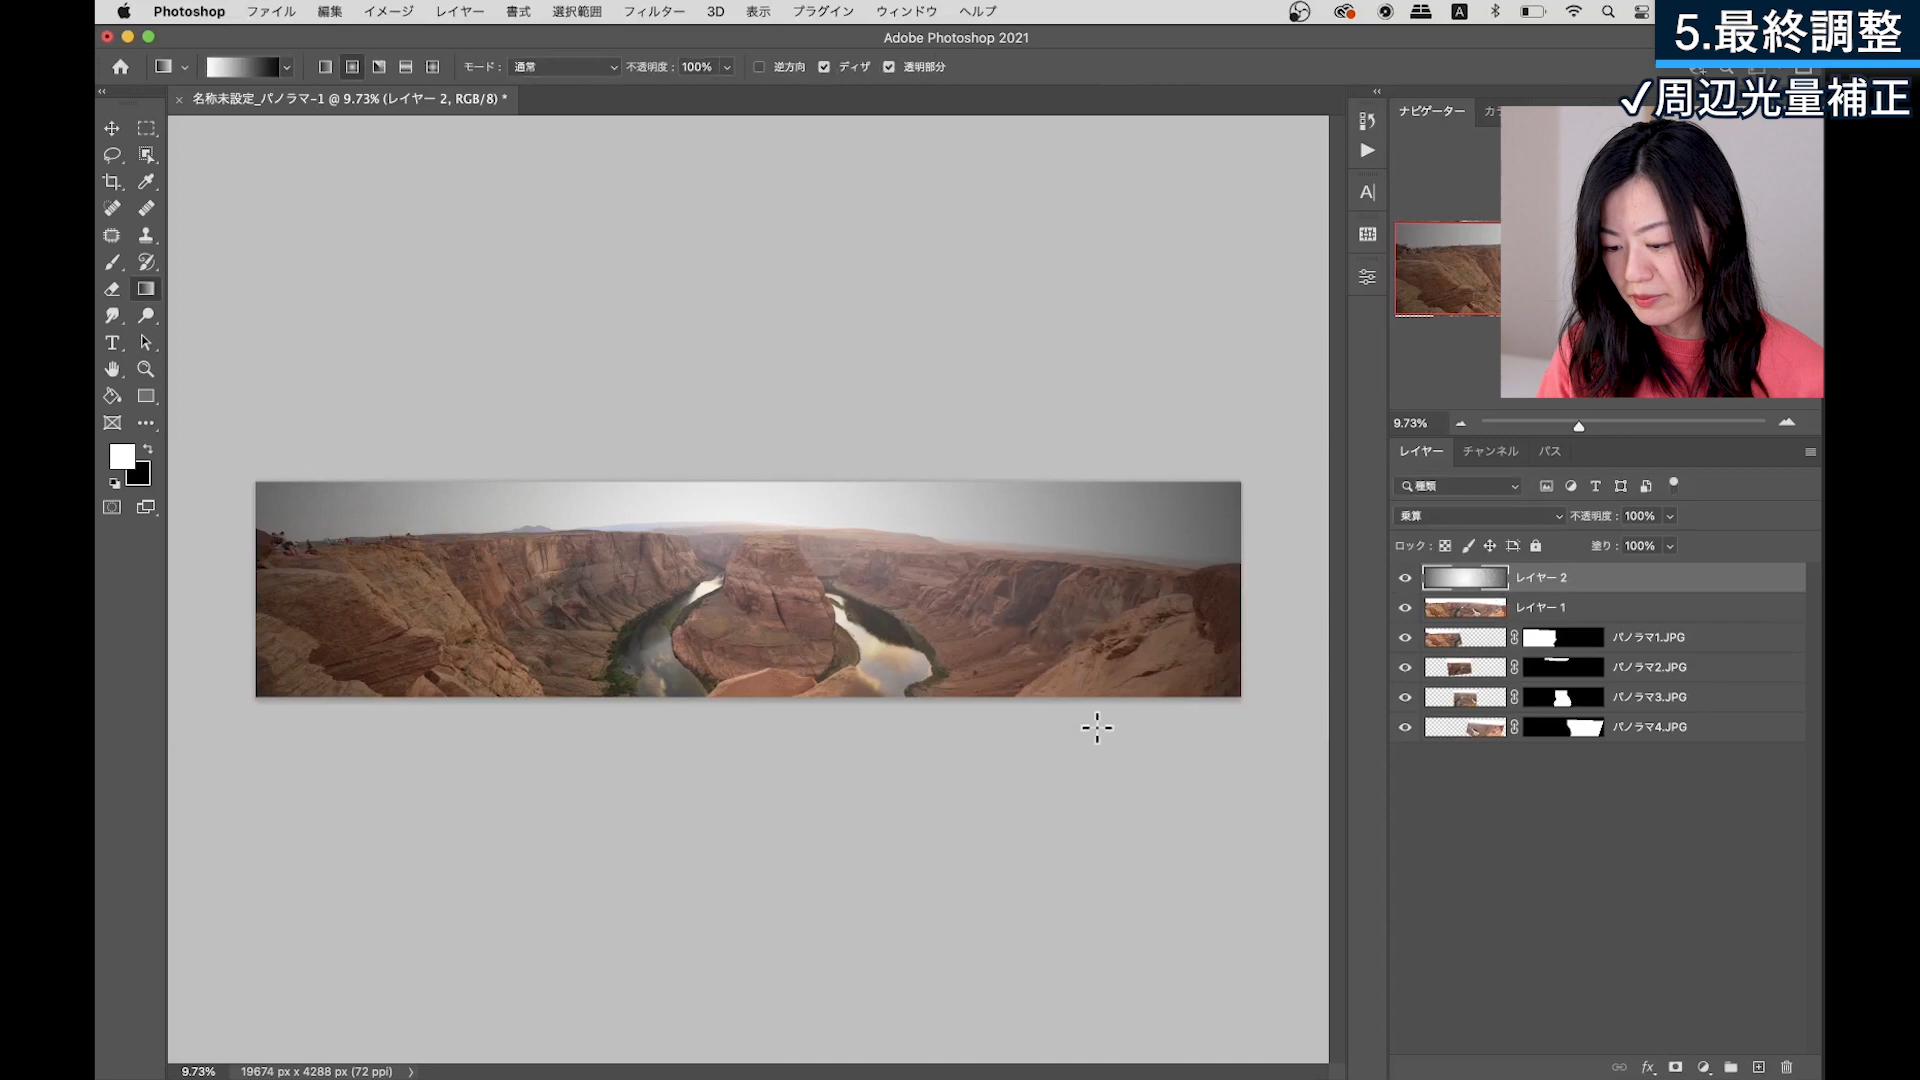 Photoshop ファイル 編集 イメージ レイヤー 書式 選択範囲 フィルター 3D 表示 プラグイン ウィンドウ ヘルプ
A
5.最終調整
Adobe Photoshop 2021
モード： 通常 不透明度： 100% 逆方向 ディザ 透明部分
✓周辺光量補正
名称未設定_パノラマ-1 @ 9.73% (レイヤー 2, RGB/8) *
ナビゲーター
9.73%
レイヤー チャンネル パス
種類
乗算 不透明度： 100%
ロック： 塗り： 100%
レイヤー 2
レイヤー 1
パノラマ1.JPG
パノラマ2.JPG
パノラマ3.JPG
パノラマ4.JPG
fx
9.73% 19674 px x 4288 px (72 ppi)